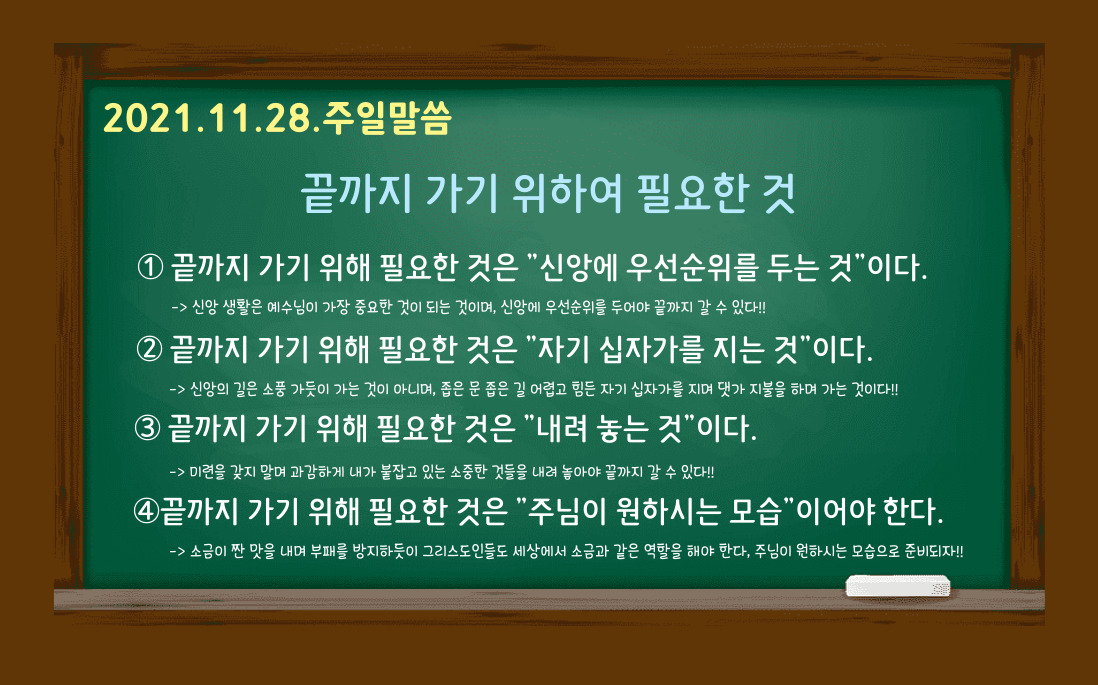 2021.11.28.주일말씀
끝까지 가기 위하여 필요한 것
① 끝까지 가기 위해 필요한 것은 "신앙에 우선순위를 두는 것"이다.
-> 신앙 생활은 예수님이 가장 중요한 것이 되는 것이며, 신앙에 우선순위를 두어야 끝까지 갈 수 있다!!
② 끝까지 가기 위해 필요한 것은 "자기 십자가를 지는 것"이다.
-> 신앙의 길은 소풍 가듯이 가는 것이 아니며, 좁은 문 좁은 길 어렵고 힘든 자기 십자가를 지며 댓가 지불을 하며 가는 것이다!!
③ 끝까지 가기 위해 필요한 것은 "내려 놓는 것"이다.
-> 미련을 갖지 말며 과감하게 내가 붙잡고 있는 소중한 것들을 내려 놓아야 끝까지 갈 수 있다!!
④끝까지 가기 위해 필요한 것은 "주님이 원하시는 모습"이어야 한다.
-> 소금이 짠 맛을 내며 부패를 방지하듯이 그리스도인들도 세상에서 소금과 같은 역할을 해야 한다, 주님이 원하시는 모습으로 준비되자!!